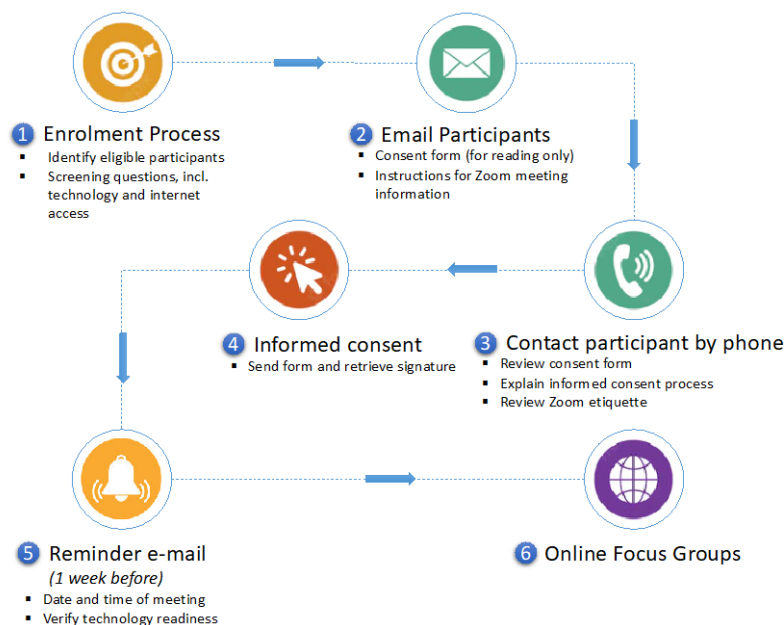 1 Enrolment Process
▪ Identify eligible participants
▪ Screening questions, incl.
technology and internet
access
2 Email Participants
▪ Consent form (for reading only)
▪ Instructions for Zoom meeting
information
3 Contact participant by phone
▪ Review consent form
▪ Explain informed consent process
▪ Review Zoom etiquette
4 Informed consent
▪ Send form and retrieve signature
5 Reminder e-mail
(1 week before)
▪ Date and time of meeting
▪ Verify technology readiness
6 Online Focus Groups